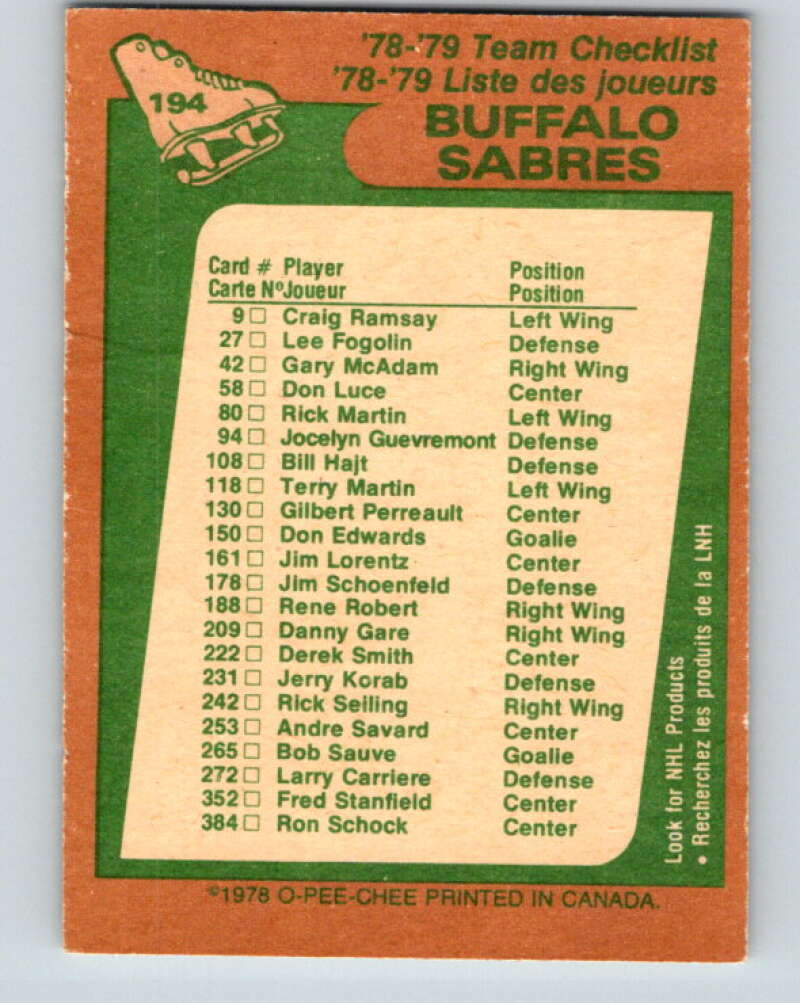 194
'78-'79 Team Checklist
'78-'79 Liste des joueurs
BUFFALO
SABRES
Card # Player Position
Carte Nº Joueur Position
9 □ Craig Ramsay Left Wing
27 □ Lee Fogolin Defense
42 □ Gary McAdam Right Wing
58 □ Don Luce Center
80 □ Rick Martin Left Wing
94 □ Jocelyn Guevremont Defense
108 □ Bill Hajt Defense
118 □ Terry Martin Left Wing
130 □ Gilbert Perreault Center
150 □ Don Edwards Goalie
161 □ Jim Lorentz Center
178 □ Jim Schoenfeld Defense
188 □ Rene Robert Right Wing
209 □ Danny Gare Right Wing
222 □ Derek Smith Center
231 □ Jerry Korab Defense
242 □ Rick Seiling Right Wing
253 □ Andre Savard Center
265 □ Bob Sauve Goalie
272 □ Larry Carriere Defense
352 □ Fred Stanfield Center
384 □ Ron Schock Center
Look for NHL Products
• Recherchez les produits de la LNH
©1978 O-PEE-CHEE PRINTED IN CANADA.